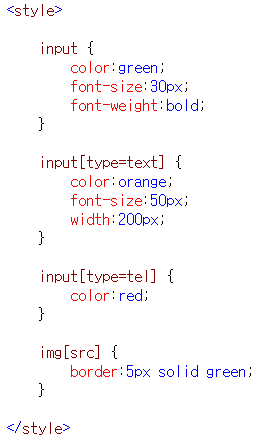 <style>
input {
color:green;
font-size:30px;
font-weight:bold;
}
input[type=text] {
color:orange;
font-size:50px;
width:200px;
}
input[type=tel] {
color:red;
}
img[src] {
border:5px solid green;
}
</style>